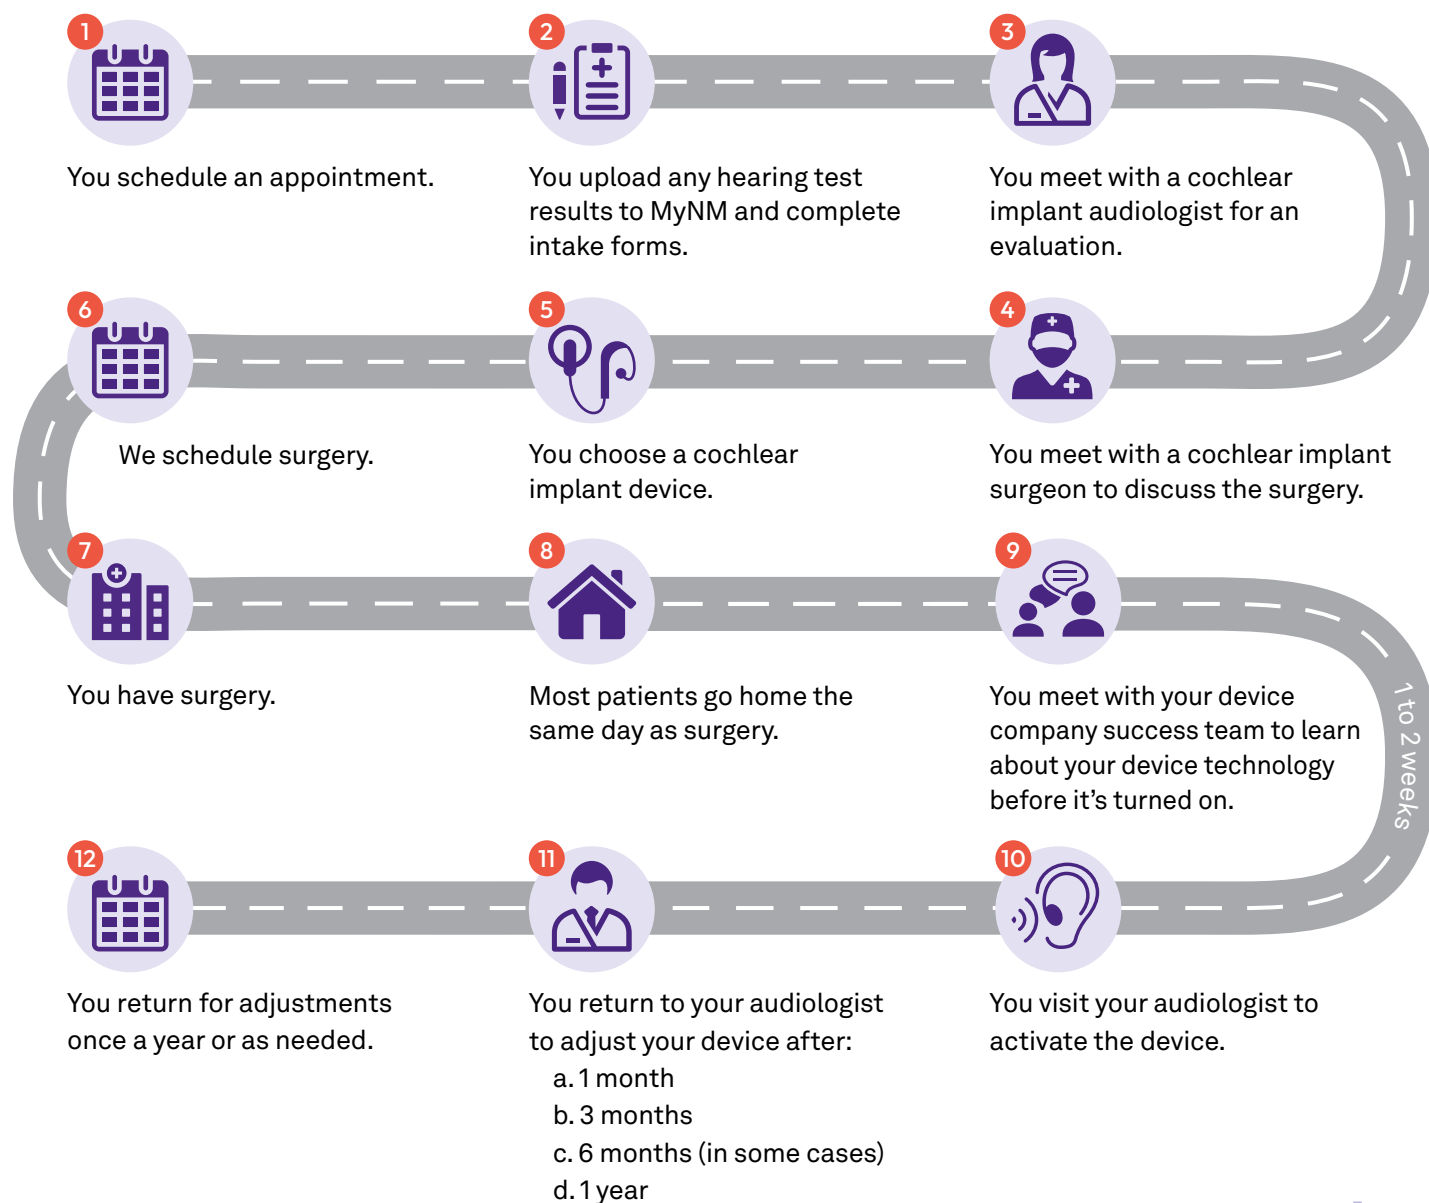 1
You schedule an appointment.
2
You upload any hearing test
results to MyNM and complete
intake forms.
3
You meet with a cochlear
implant audiologist for an
evaluation.
4
You meet with a cochlear implant
surgeon to discuss the surgery.
5
You choose a cochlear
implant device.
6
We schedule surgery.
7
You have surgery.
8
Most patients go home the
same day as surgery.
9
You meet with your device
company success team to learn
about your device technology
before it’s turned on.
1 to 2 weeks
10
You visit your audiologist to
activate the device.
11
You return to your audiologist
to adjust your device after:
a. 1 month
b. 3 months
c. 6 months (in some cases)
d. 1 year
12
You return for adjustments
once a year or as needed.